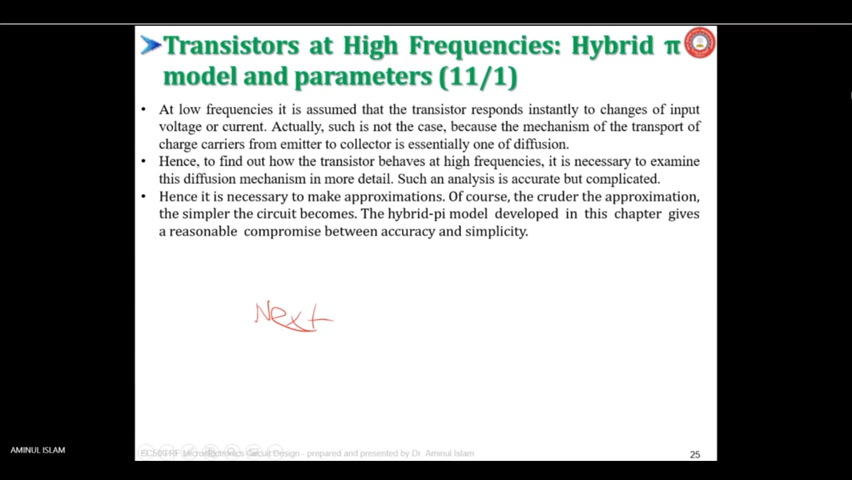 Transistors at High Frequencies: Hybrid π
model and parameters (11/1)
• At low frequencies it is assumed that the transistor responds instantly to changes of input
voltage or current. Actually, such is not the case, because the mechanism of the transport of
charge carriers from emitter to collector is essentially one of diffusion.
• Hence, to find out how the transistor behaves at high frequencies, it is necessary to examine
this diffusion mechanism in more detail. Such an analysis is accurate but complicated.
• Hence it is necessary to make approximations. Of course, the cruder the approximation,
the simpler the circuit becomes. The hybrid-pi model developed in this chapter gives
a reasonable compromise between accuracy and simplicity.
Next
AMINUL ISLAM
Circuit Design - prepared and presented by Dr. Aminul Islam
25